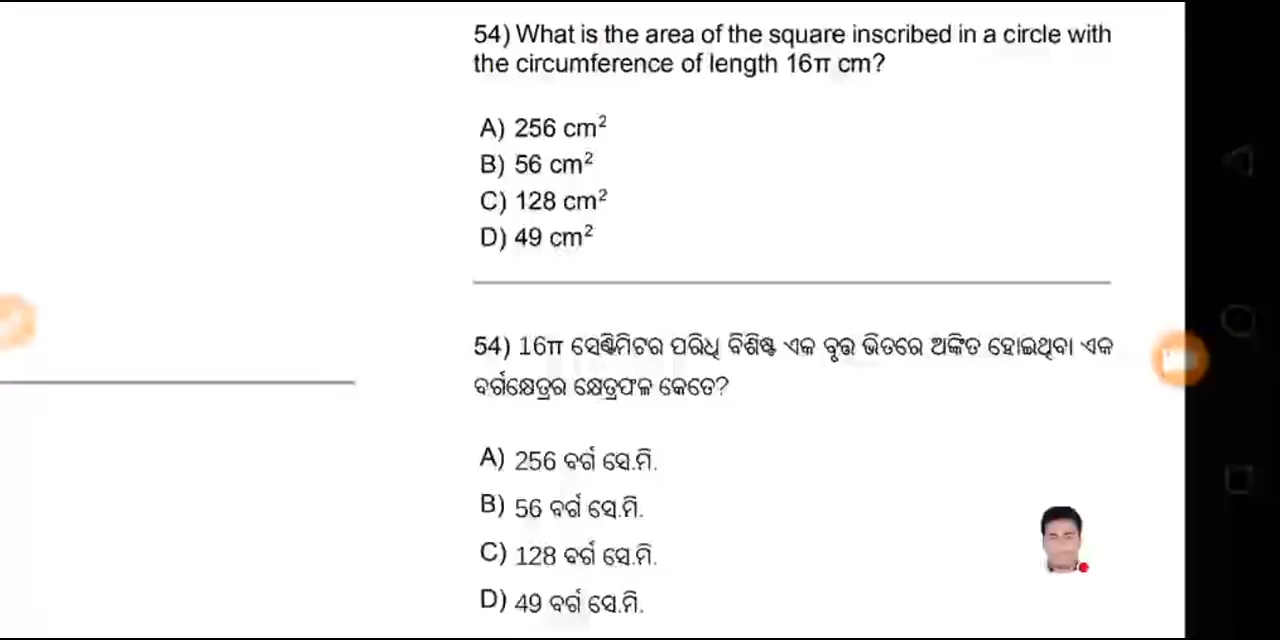 54) What is the area of the square inscribed in a circle with
the circumference of length 16π cm?
A) 256 cm²
B) 56 cm²
C) 128 cm²
D) 49 cm²
54) 16π ସେଣ୍ଟିମିଟର ପରିଧି ବିଶିଷ୍ଟ ଏକ ବୃତ୍ତ ଭିତରେ ଅଙ୍କିତ ହୋଇଥିବା ଏକ
ବର୍ଗକ୍ଷେତ୍ରର କ୍ଷେତ୍ରଫଳ କେତେ?
A) 256 ବର୍ଗ ସେ.ମି.
B) 56 ବର୍ଗ ସେ.ମି.
C) 128 ବର୍ଗ ସେ.ମି.
D) 49 ବର୍ଗ ସେ.ମି.